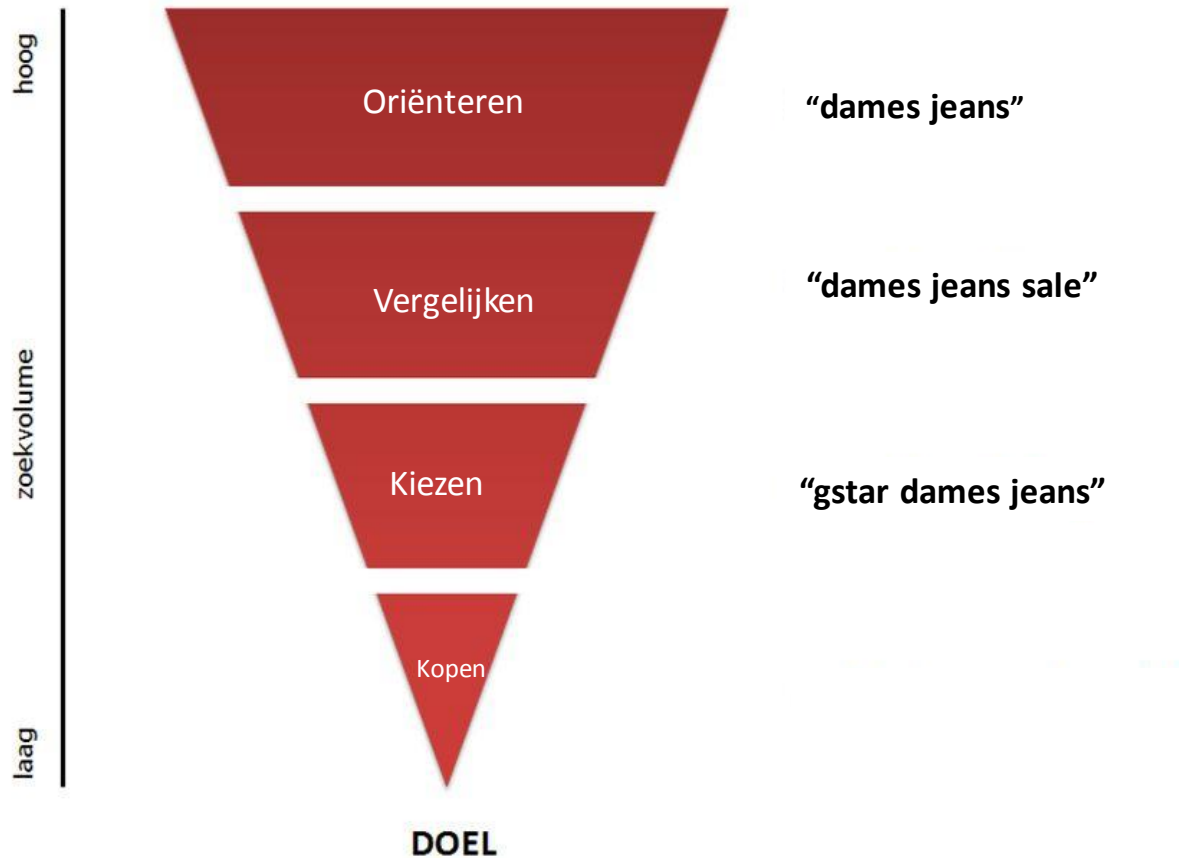 hoog
Oriënteren
“dames jeans”
Vergelijken
“dames jeans sale”
zoekvolume
Kiezen
“gstar dames jeans”
Kopen
laag
DOEL